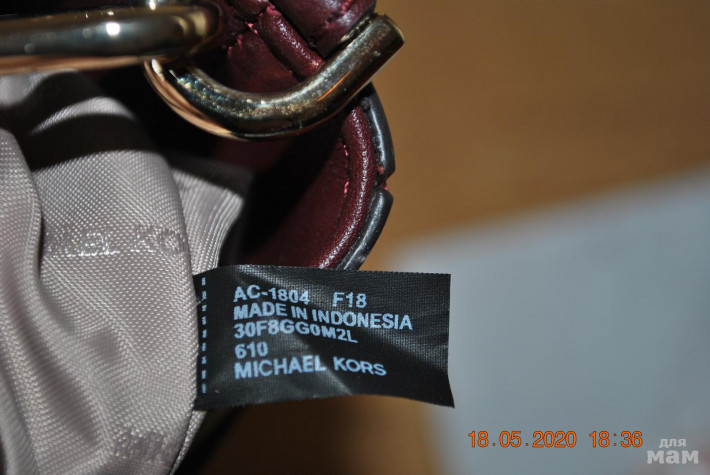 AC-1804 F18
MADE IN INDONESIA
30F8GG0M2L
610
MICHAEL KORS
18.05.2020 18:36
для
мам